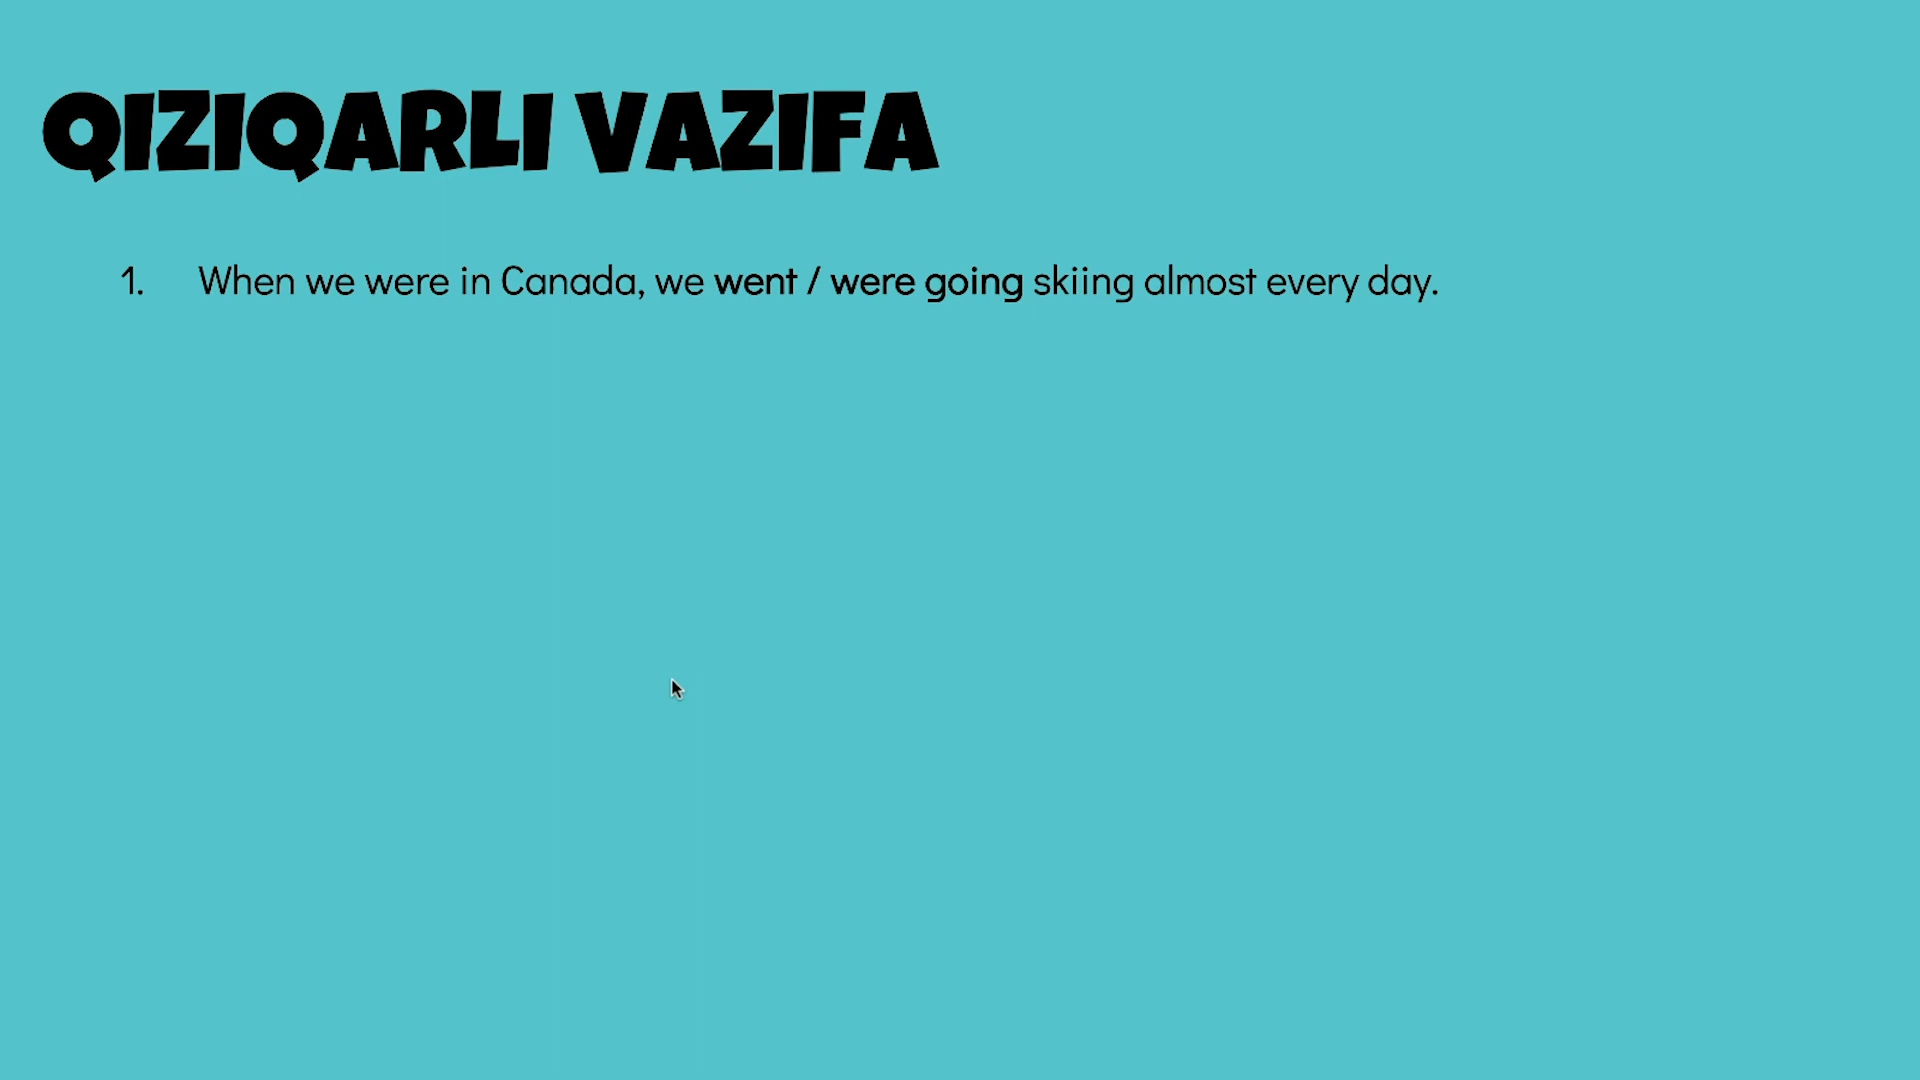 QIZIQARLI VAZIFA
1. When we were in Canada, we went / were going skiing almost every day.